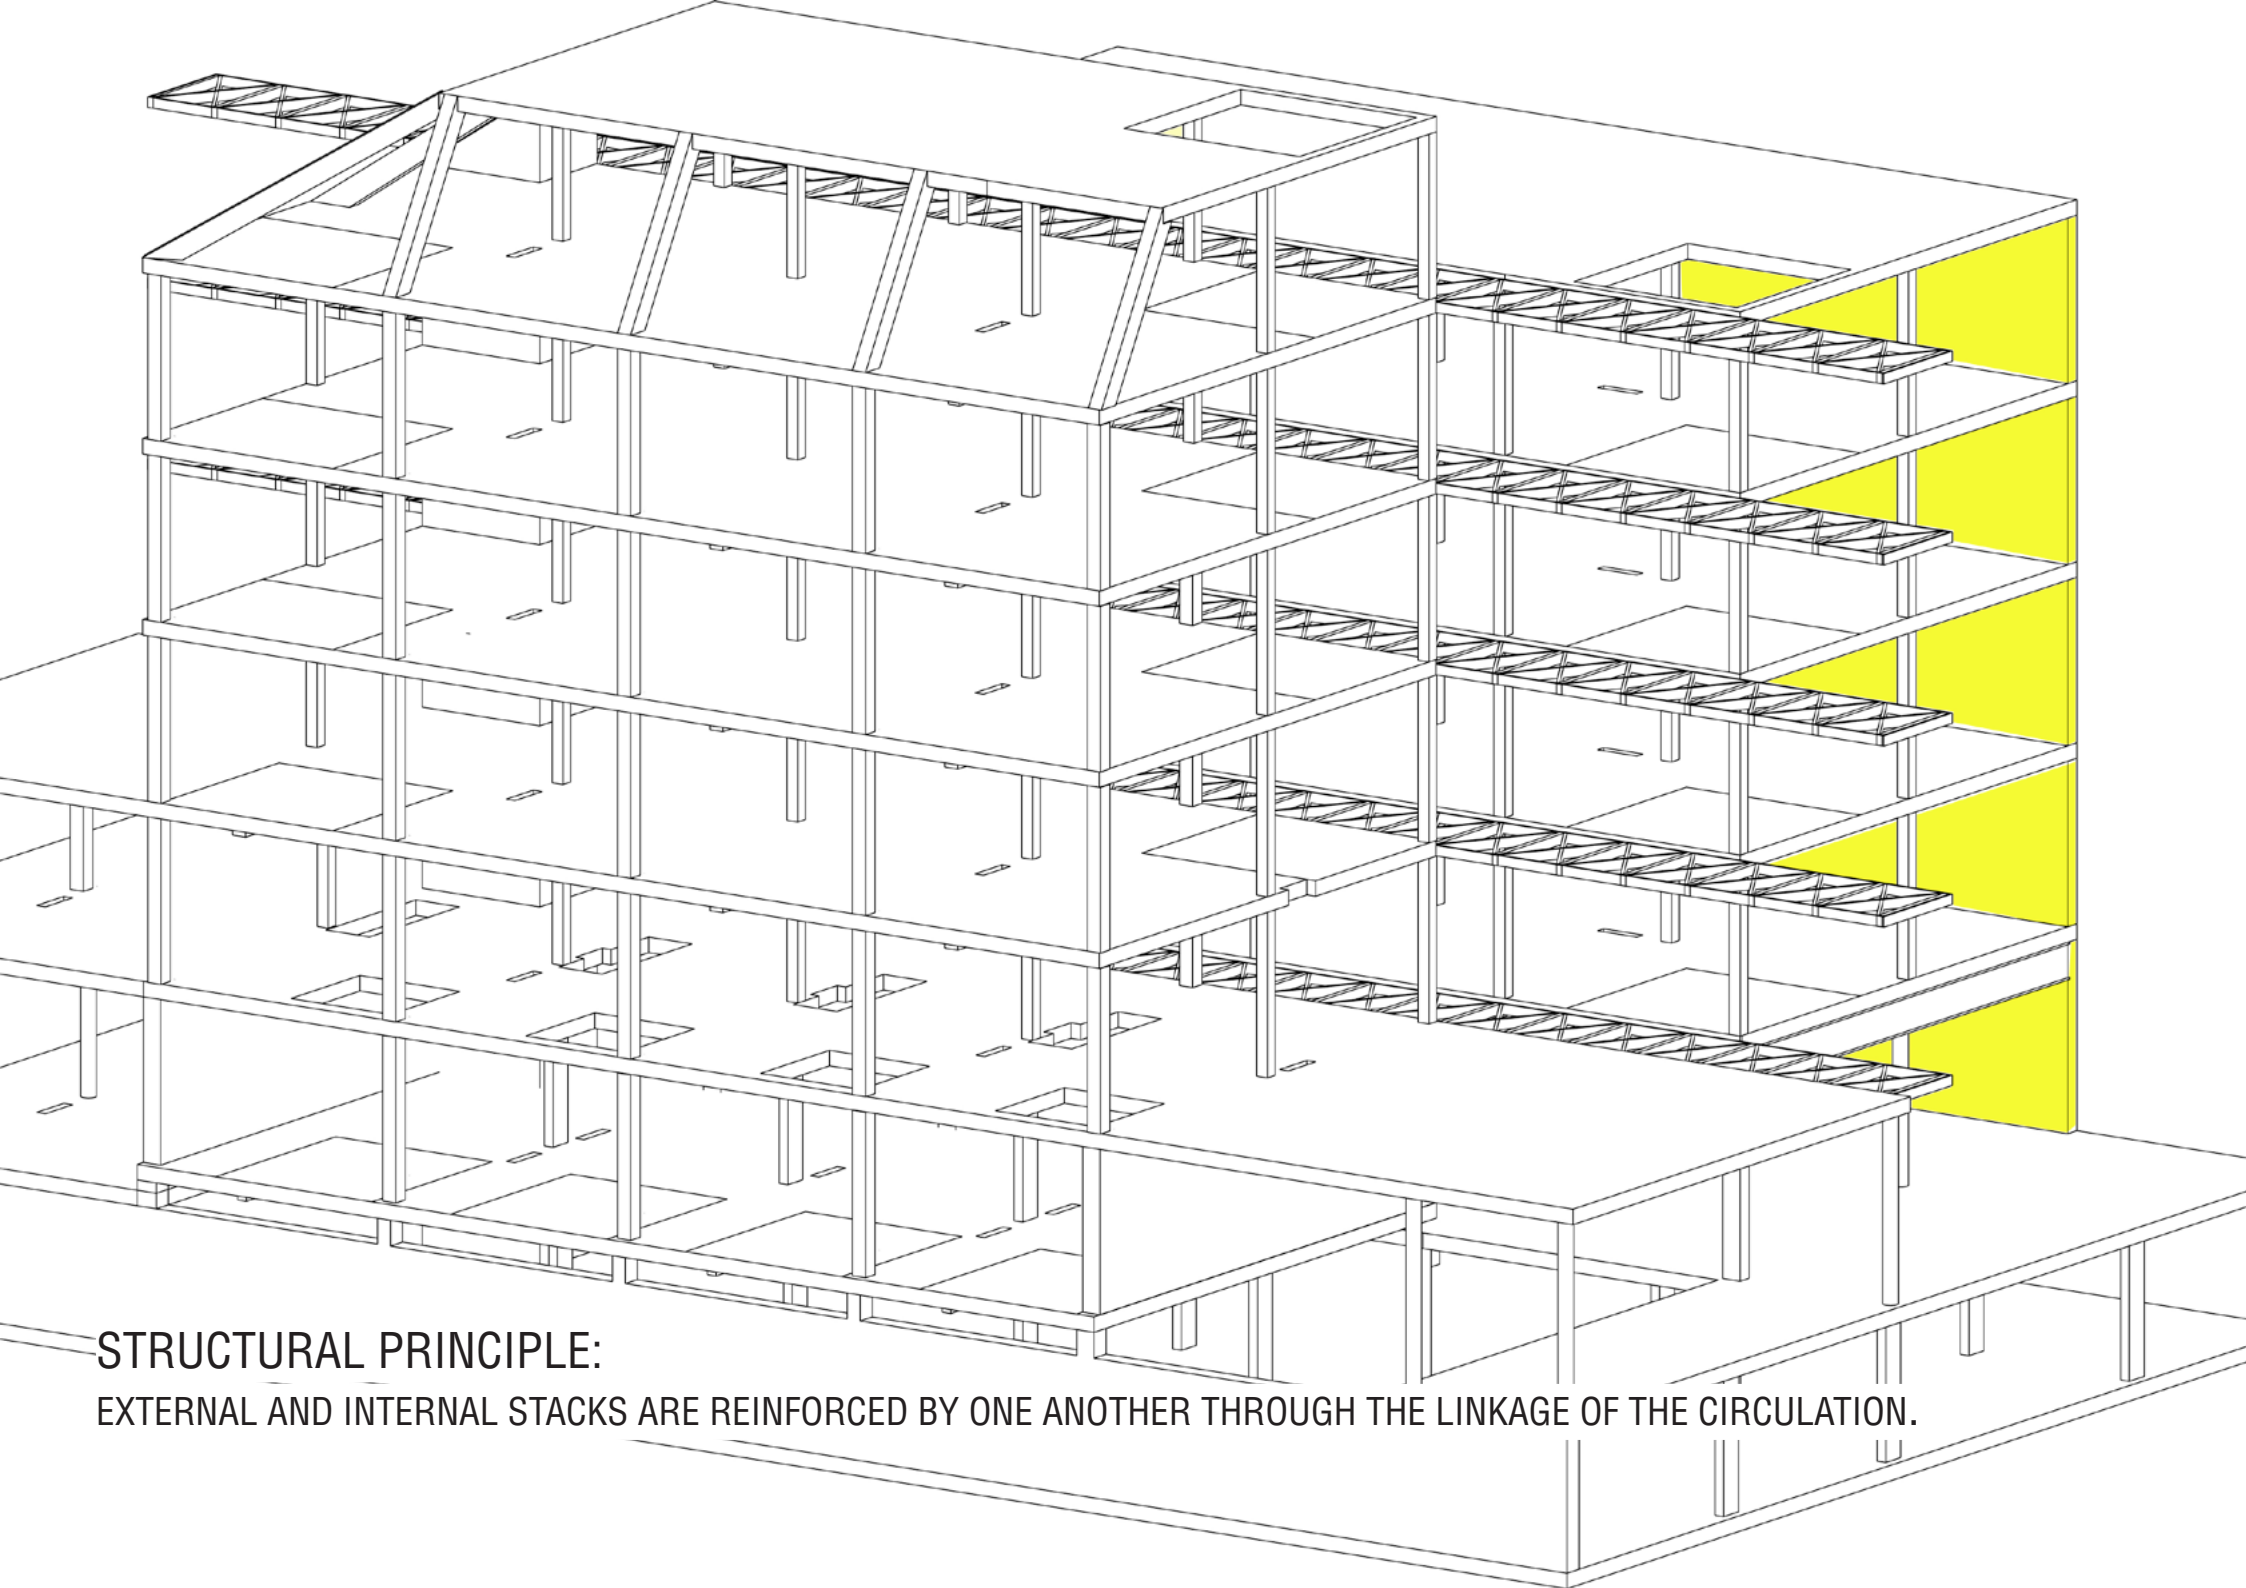 STRUCTURAL PRINCIPLE:
EXTERNAL AND INTERNAL STACKS ARE REINFORCED BY ONE ANOTHER THROUGH THE LINKAGE OF THE CIRCULATION.